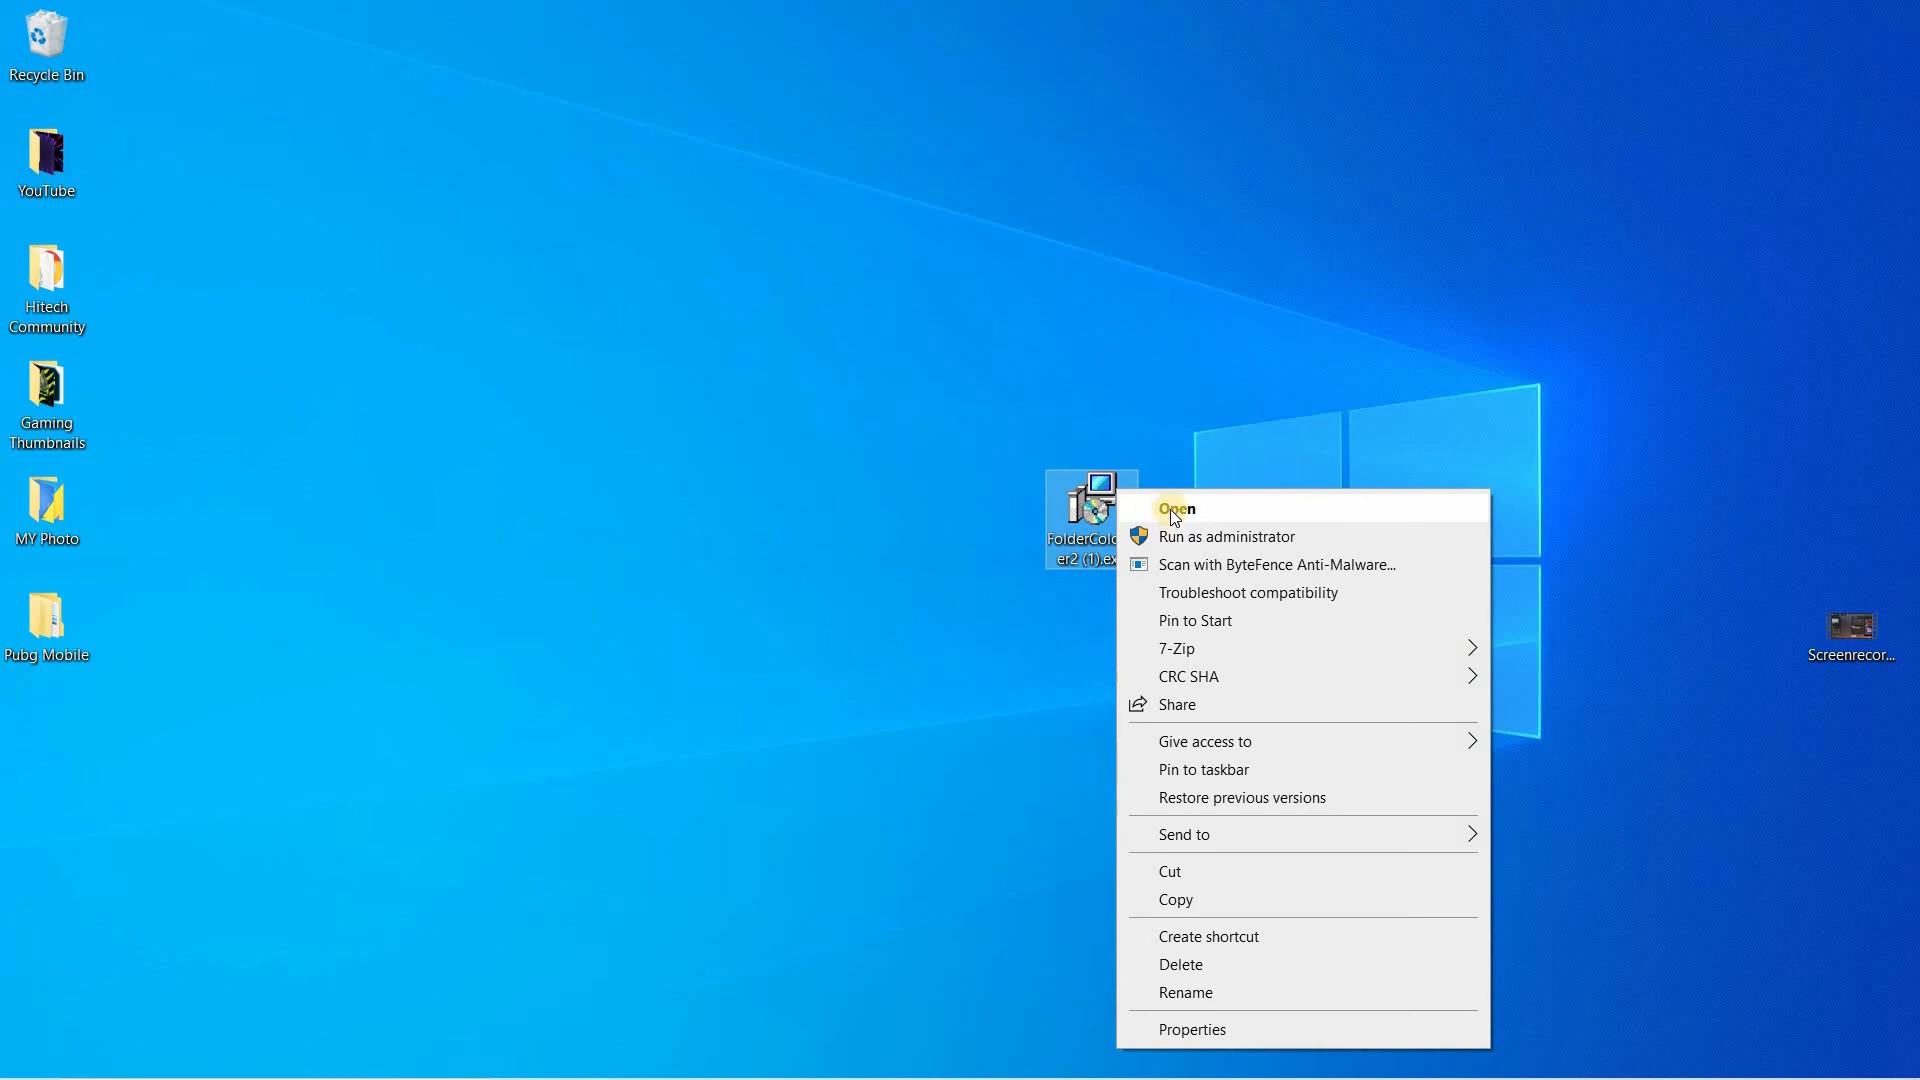 Recycle Bin
YouTube
Hitech
Community
Gaming
Thumbnails
MY Photo
Pubg Mobile
FolderColo
er2 (1).ex
Open
Run as administrator
Scan with ByteFence Anti-Malware...
Troubleshoot compatibility
Pin to Start
7-Zip
CRC SHA
Share
Give access to
Pin to taskbar
Restore previous versions
Send to
Cut
Copy
Create shortcut
Delete
Rename
Properties
Screenrecor...